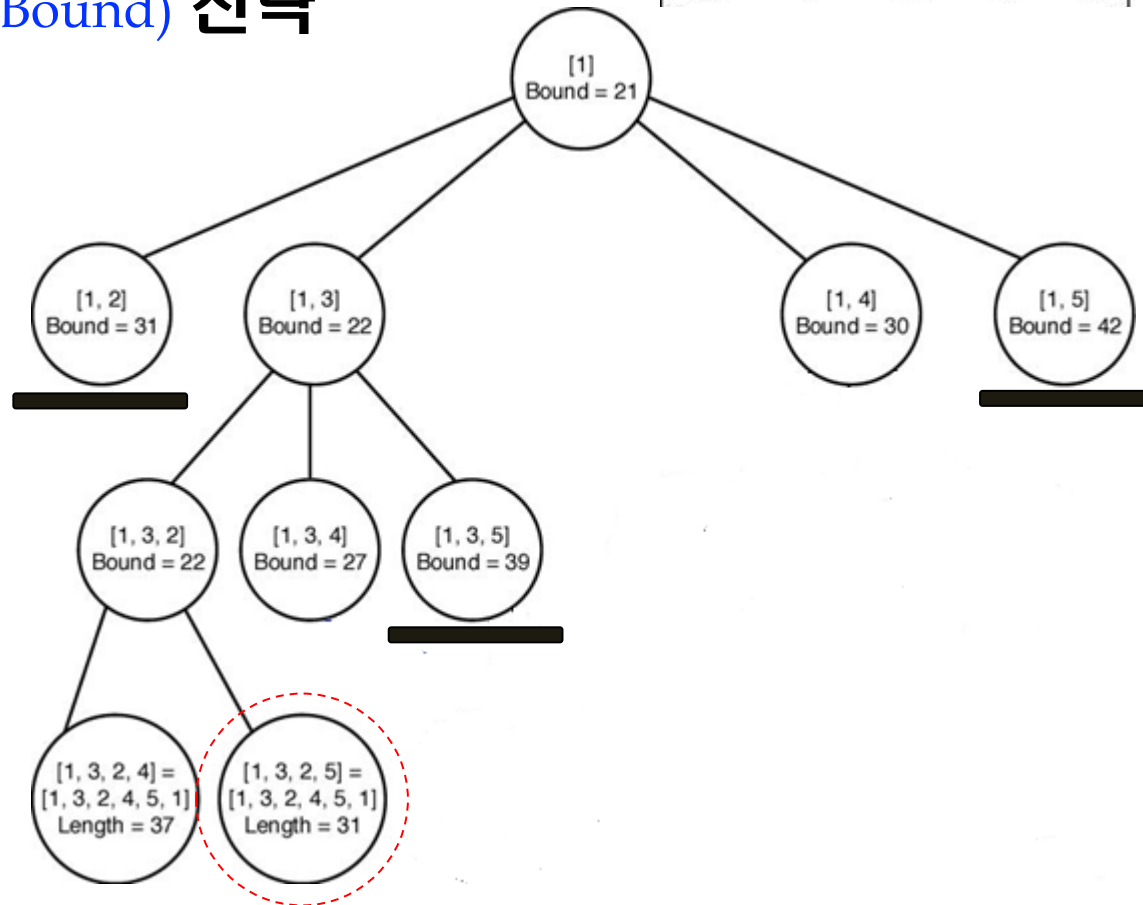 Bound) 전략
[1]
Bound = 21
[1, 2]
Bound = 31
[1, 3]
Bound = 22
[1, 4]
Bound = 30
[1, 5]
Bound = 42
[1, 3, 2]
Bound = 22
[1, 3, 4]
Bound = 27
[1, 3, 5]
Bound = 39
[1, 3, 2, 4] =
[1, 3, 2, 4, 5, 1]
Length = 37
[1, 3, 2, 5] =
[1, 3, 2, 4, 5, 1]
Length = 31